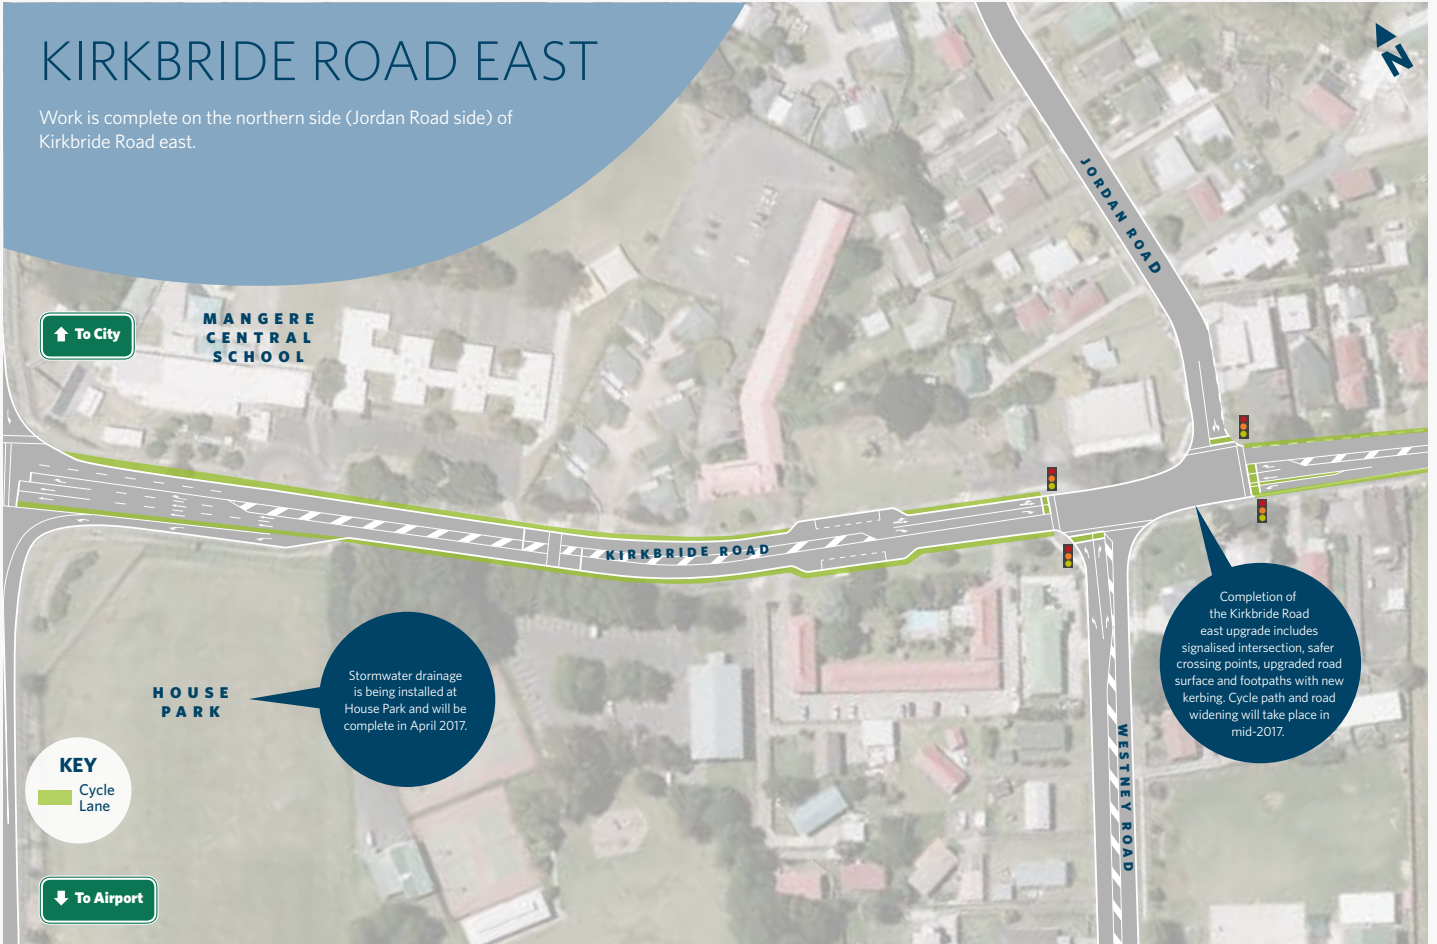 KIRKBRIDE ROAD EAST
Work is complete on the northern side (Jordan Road side) of
Kirkbride Road east.
N
JORDAN ROAD
To City
MANGERE
CENTRAL
SCHOOL
KIRKBRIDE ROAD
HOUSE
PARK
Stormwater drainage
is being installed at
House Park and will be
complete in April 2017.
Completion of
the Kirkbride Road
east upgrade includes
signalised intersection, safer
crossing points, upgraded road
surface and footpaths with new
kerbing. Cycle path and road
widening will take place in
mid-2017.
WESTNEY ROAD
KEY
Cycle
Lane
To Airport